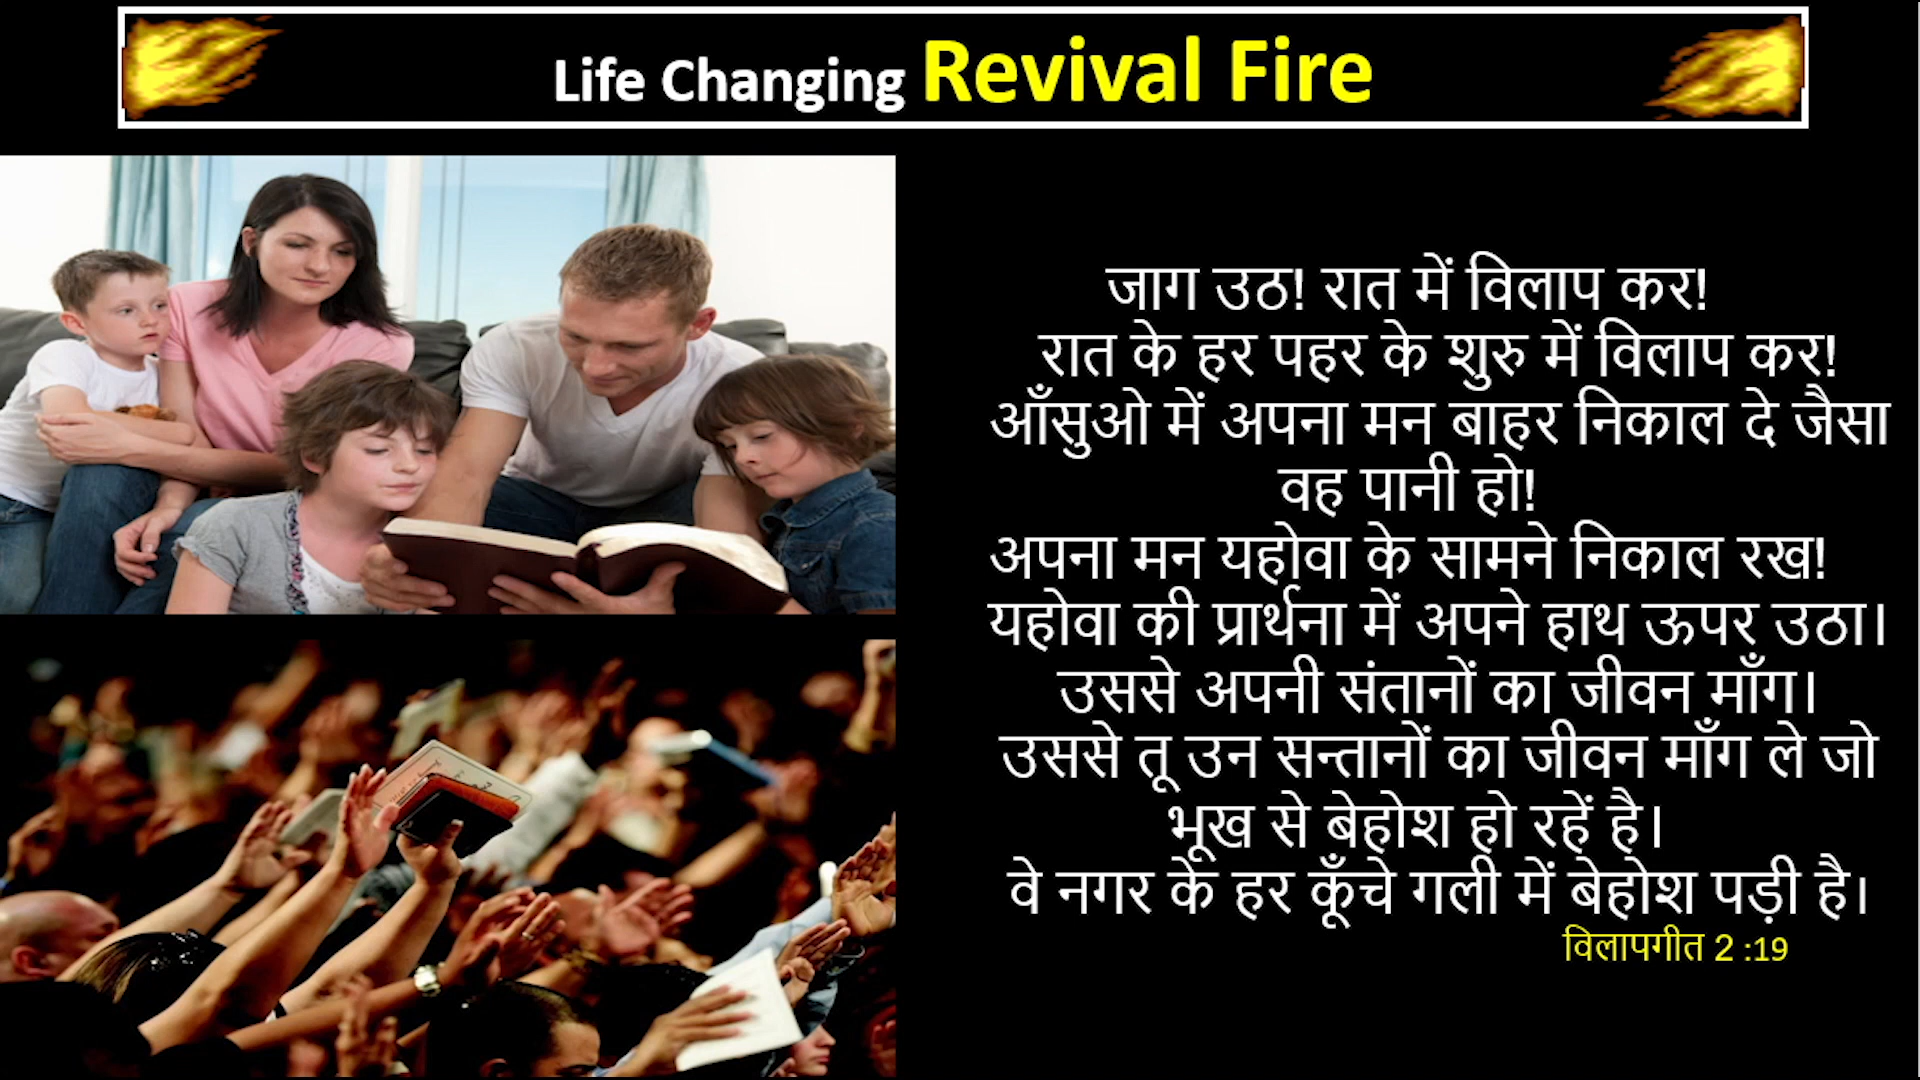 Life Changing Revival Fire
जाग उठ! रात में विलाप कर!
रात के हर पहर के शुरु में विलाप कर!
आँसुओ में अपना मन बाहर निकाल दे जैसा
वह पानी हो!
अपना मन यहोवा के सामने निकाल रख!
यहोवा की प्रार्थना में अपने हाथ ऊपर उठा।
उससे अपनी संतानों का जीवन माँग।
उससे तू उन सन्तानों का जीवन माँग ले जो
भूख से बेहोश हो रहें है।
वे नगर के हर कूँचे गली में बेहोश पड़ी है।
विलापगीत 2 :19